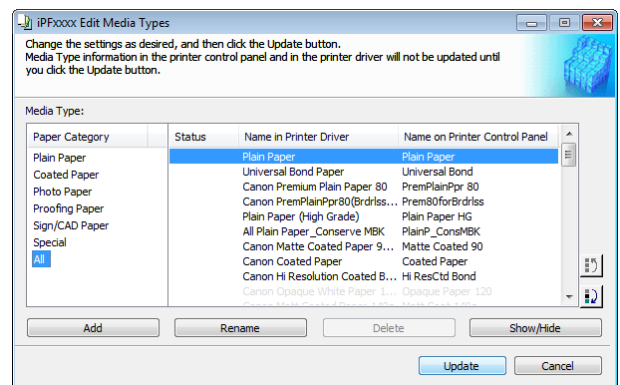 iPFxxxx Edit Media Types
Change the settings as desired, and then click the Update button.
Media Type information in the printer control panel and in the printer driver will not be updated until
you click the Update button.
Media Type:
Paper Category Status Name in Printer Driver Name on Printer Control Panel
Plain Paper
Coated Paper
Photo Paper
Proofing Paper
Sign/CAD Paper
Special
All
Plain Paper Plain Paper
Universal Bond Paper Universal Bond
Canon Premium Plain Paper 80 PremPlainPpr 80
Canon PremPlainPpr80(Brdrlss... Prem80forBrdrlss
Plain Paper (High Grade) Plain Paper HG
All Plain Paper_Conserve MBK PlainP_ConsMBK
Canon Matte Coated Paper 9... Matte Coated 90
Canon Coated Paper Coated Paper
Canon Hi Resolution Coated B... Hi ResCtd Bond
Canon Opaque White Paper 1... Opaque Paper 120
Add Rename Delete Show/Hide
Update Cancel